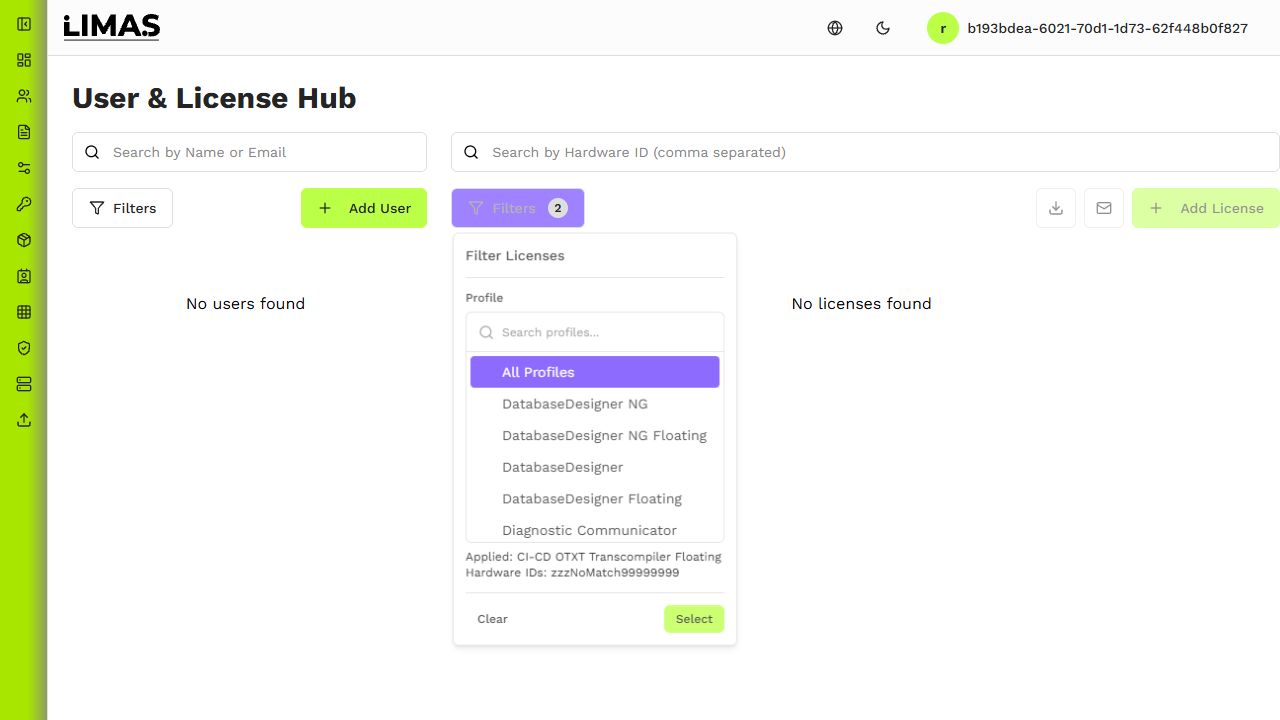 LIMAS
r b193bdea-6021-70d1-1d73-62f448b0f827
User & License Hub
Search by Name or Email
Search by Hardware ID (comma separated)
Filters
Add User
Filters 2
Add License
No users found
No licenses found
Filter Licenses
Profile
Search profiles...
All Profiles
DatabaseDesigner NG
DatabaseDesigner NG Floating
DatabaseDesigner
DatabaseDesigner Floating
Diagnostic Communicator
Applied: CI-CD OTXT Transcompiler Floating
Hardware IDs: zzzNoMatch99999999
Clear
Select